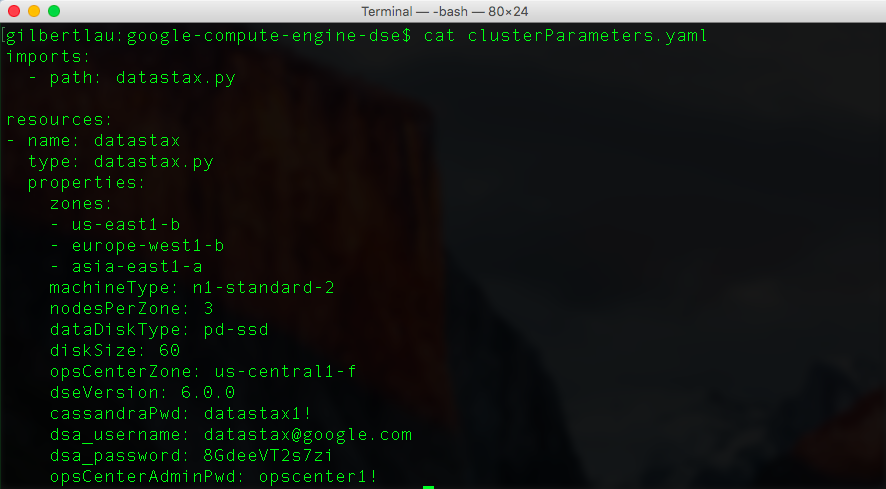 Terminal — -bash — 80×24
[gilbertlau:google-compute-engine-dse$ cat clusterParameters.yaml
imports:
  - path: datastax.py

resources:
- name: datastax
  type: datastax.py
  properties:
    zones:
    - us-east1-b
    - europe-west1-b
    - asia-east1-a
    machineType: n1-standard-2
    nodesPerZone: 3
    dataDiskType: pd-ssd
    diskSize: 60
    opsCenterZone: us-central1-f
    dseVersion: 6.0.0
    cassandraPwd: datastax1!
    dsa_username: datastax@google.com
    dsa_password: 8GdeeVT2s7zi
    opsCenterAdminPwd: opscenter1!